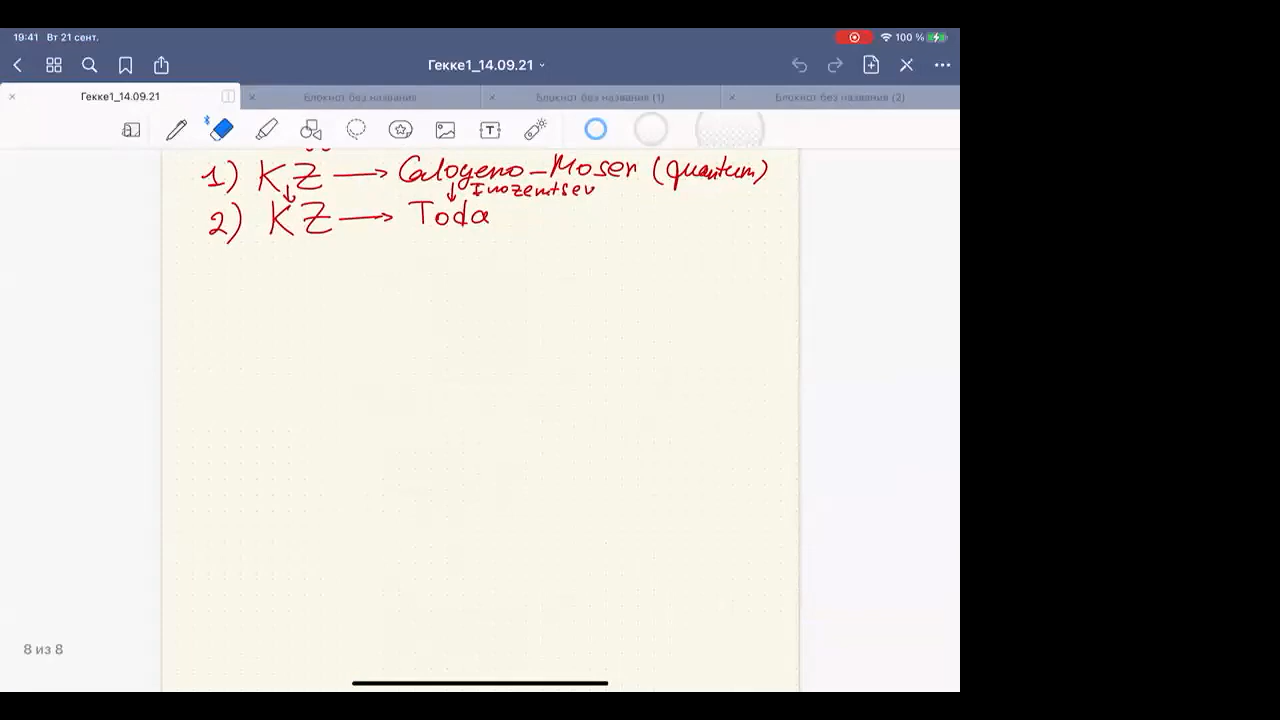 19:41 Вт 21 сент. 100 %
Гекке1_14.09.21
Гекке1_14.09.21 Блокнот без названия Блокнот без названия (1) Блокнот без названия (2)
1) KZ → Calogero-Moser (quantum)
↓ ↓ Inozemtsev
2) KZ → Toda
8 из 8